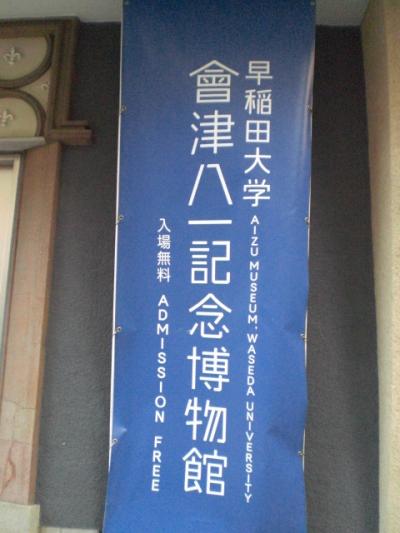 早稲田大学
AIZU MUSEUM, WASEDA UNIVERSITY
會津八一記念博物館
入場無料 ADMISSION FREE